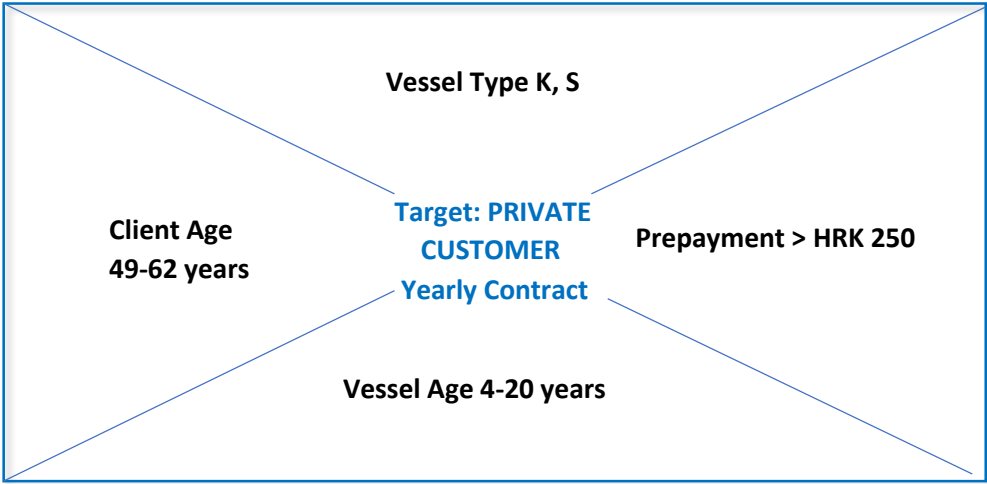 Vessel Type K, S
Client Age
49-62 years
Target: PRIVATE
CUSTOMER
Yearly Contract
Prepayment > HRK 250
Vessel Age 4-20 years